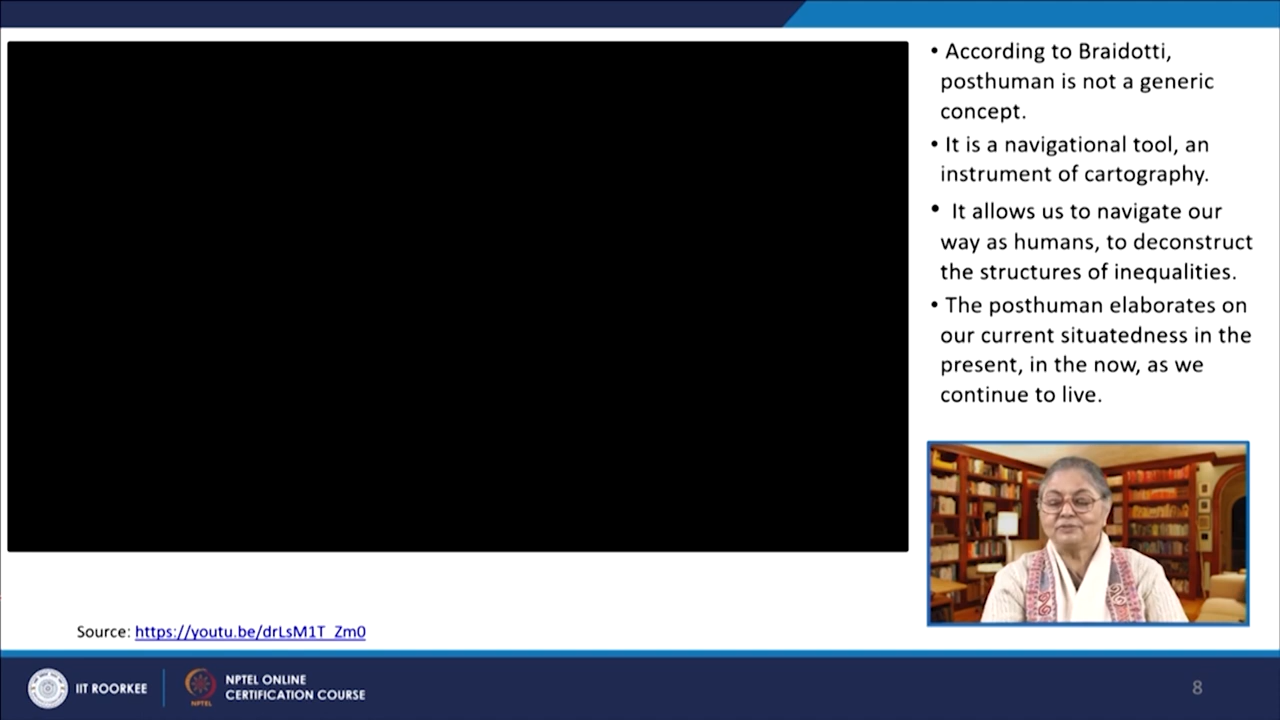 • According to Braidotti,
posthuman is not a generic
concept.
• It is a navigational tool, an
instrument of cartography.
• It allows us to navigate our
way as humans, to deconstruct
the structures of inequalities.
• The posthuman elaborates on
our current situatedness in the
present, in the now, as we
continue to live.
Source: https://youtu.be/drLsM1T_Zm0
IIT ROORKEE
NPTEL
NPTEL ONLINE
CERTIFICATION COURSE
8